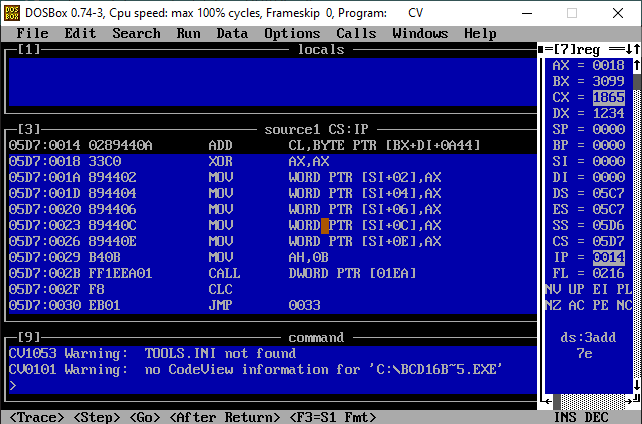 DOSBox 0.74-3, Cpu speed: max 100% cycles, Frameskip 0, Program: CV
File Edit Search Run Data Options Calls Windows Help
[1] locals
[3] source1 CS:IP
05D7:0014 0289440A ADD CL,BYTE PTR [BX+DI+0A44]
05D7:0018 33C0 XOR AX,AX
05D7:001A 894402 MOV WORD PTR [SI+02],AX
05D7:001D 894404 MOV WORD PTR [SI+04],AX
05D7:0020 894406 MOV WORD PTR [SI+06],AX
05D7:0023 89440C MOV WORD PTR [SI+0C],AX
05D7:0026 89440E MOV WORD PTR [SI+0E],AX
05D7:0029 B40B MOV AH,0B
05D7:002B FF1EEA01 CALL DWORD PTR [01EA]
05D7:002F F8 CLC
05D7:0030 EB01 JMP 0033
[9] command
CV1053 Warning: TOOLS.INI not found
CV0101 Warning: no CodeView information for 'C:\BCD16B~5.EXE'
>
[7]reg
AX = 0018
BX = 3099
CX = 1865
DX = 1234
SP = 0000
BP = 0000
SI = 0000
DI = 0000
DS = 05C7
ES = 05C7
SS = 05D6
CS = 05D7
IP = 0014
FL = 0216
NV UP EI PL
NZ AC PE NC
ds:3add
7e
<Trace> <Step> <Go> <After Return> <F3=S1 Fmt> INS DEC